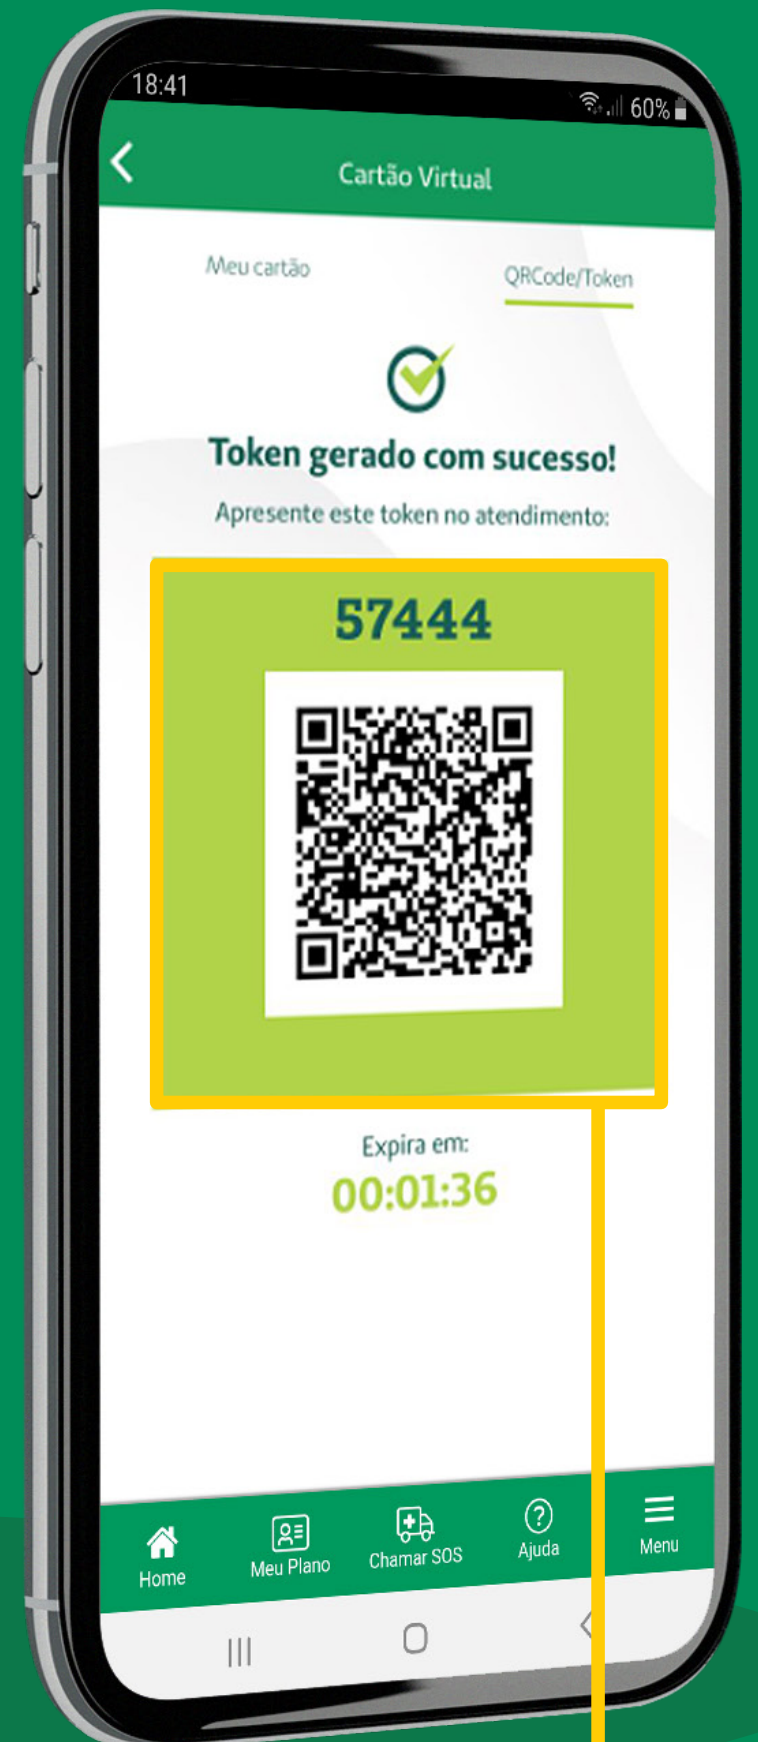 18:41
60%
Cartão Virtual
Meu cartão
QRCode/Token
Token gerado com sucesso!
Apresente este token no atendimento:
57444
Expira em:
00:01:36
Home
Meu Plano
Chamar SOS
Ajuda
Menu